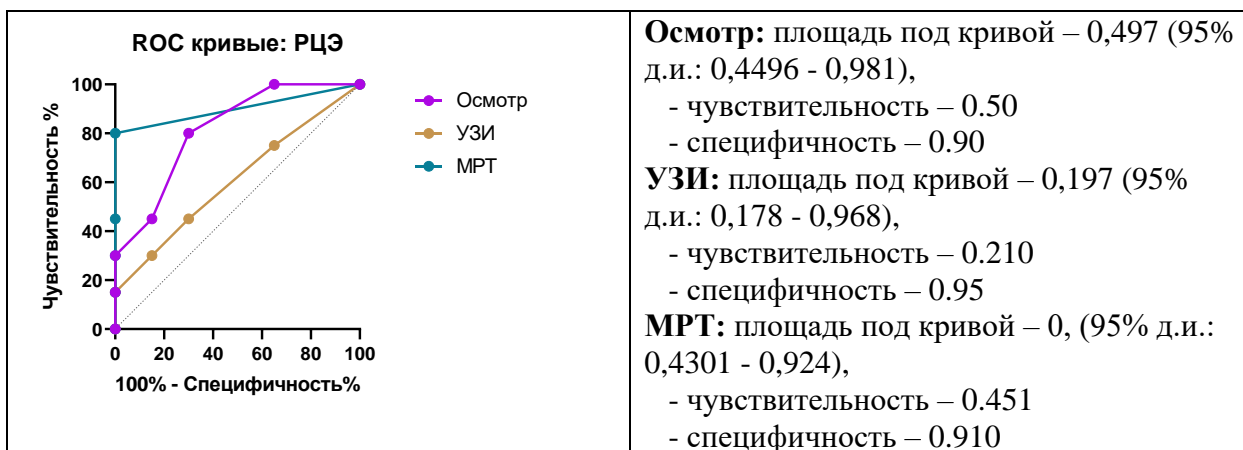 ROC кривые: РЦЭ
Чувствительность %
100
80
60
40
20
0
0 20 40 60 80 100
100% - Специфичность%
Осмотр
УЗИ
МРТ
Осмотр: площадь под кривой – 0,497 (95%
д.и.: 0,4496 - 0,981),
- чувствительность – 0.50
- специфичность – 0.90
УЗИ: площадь под кривой – 0,197 (95%
д.и.: 0,178 - 0,968),
- чувствительность – 0.210
- специфичность – 0.95
МРТ: площадь под кривой – 0, (95% д.и.:
0,4301 - 0,924),
- чувствительность – 0.451
- специфичность – 0.910